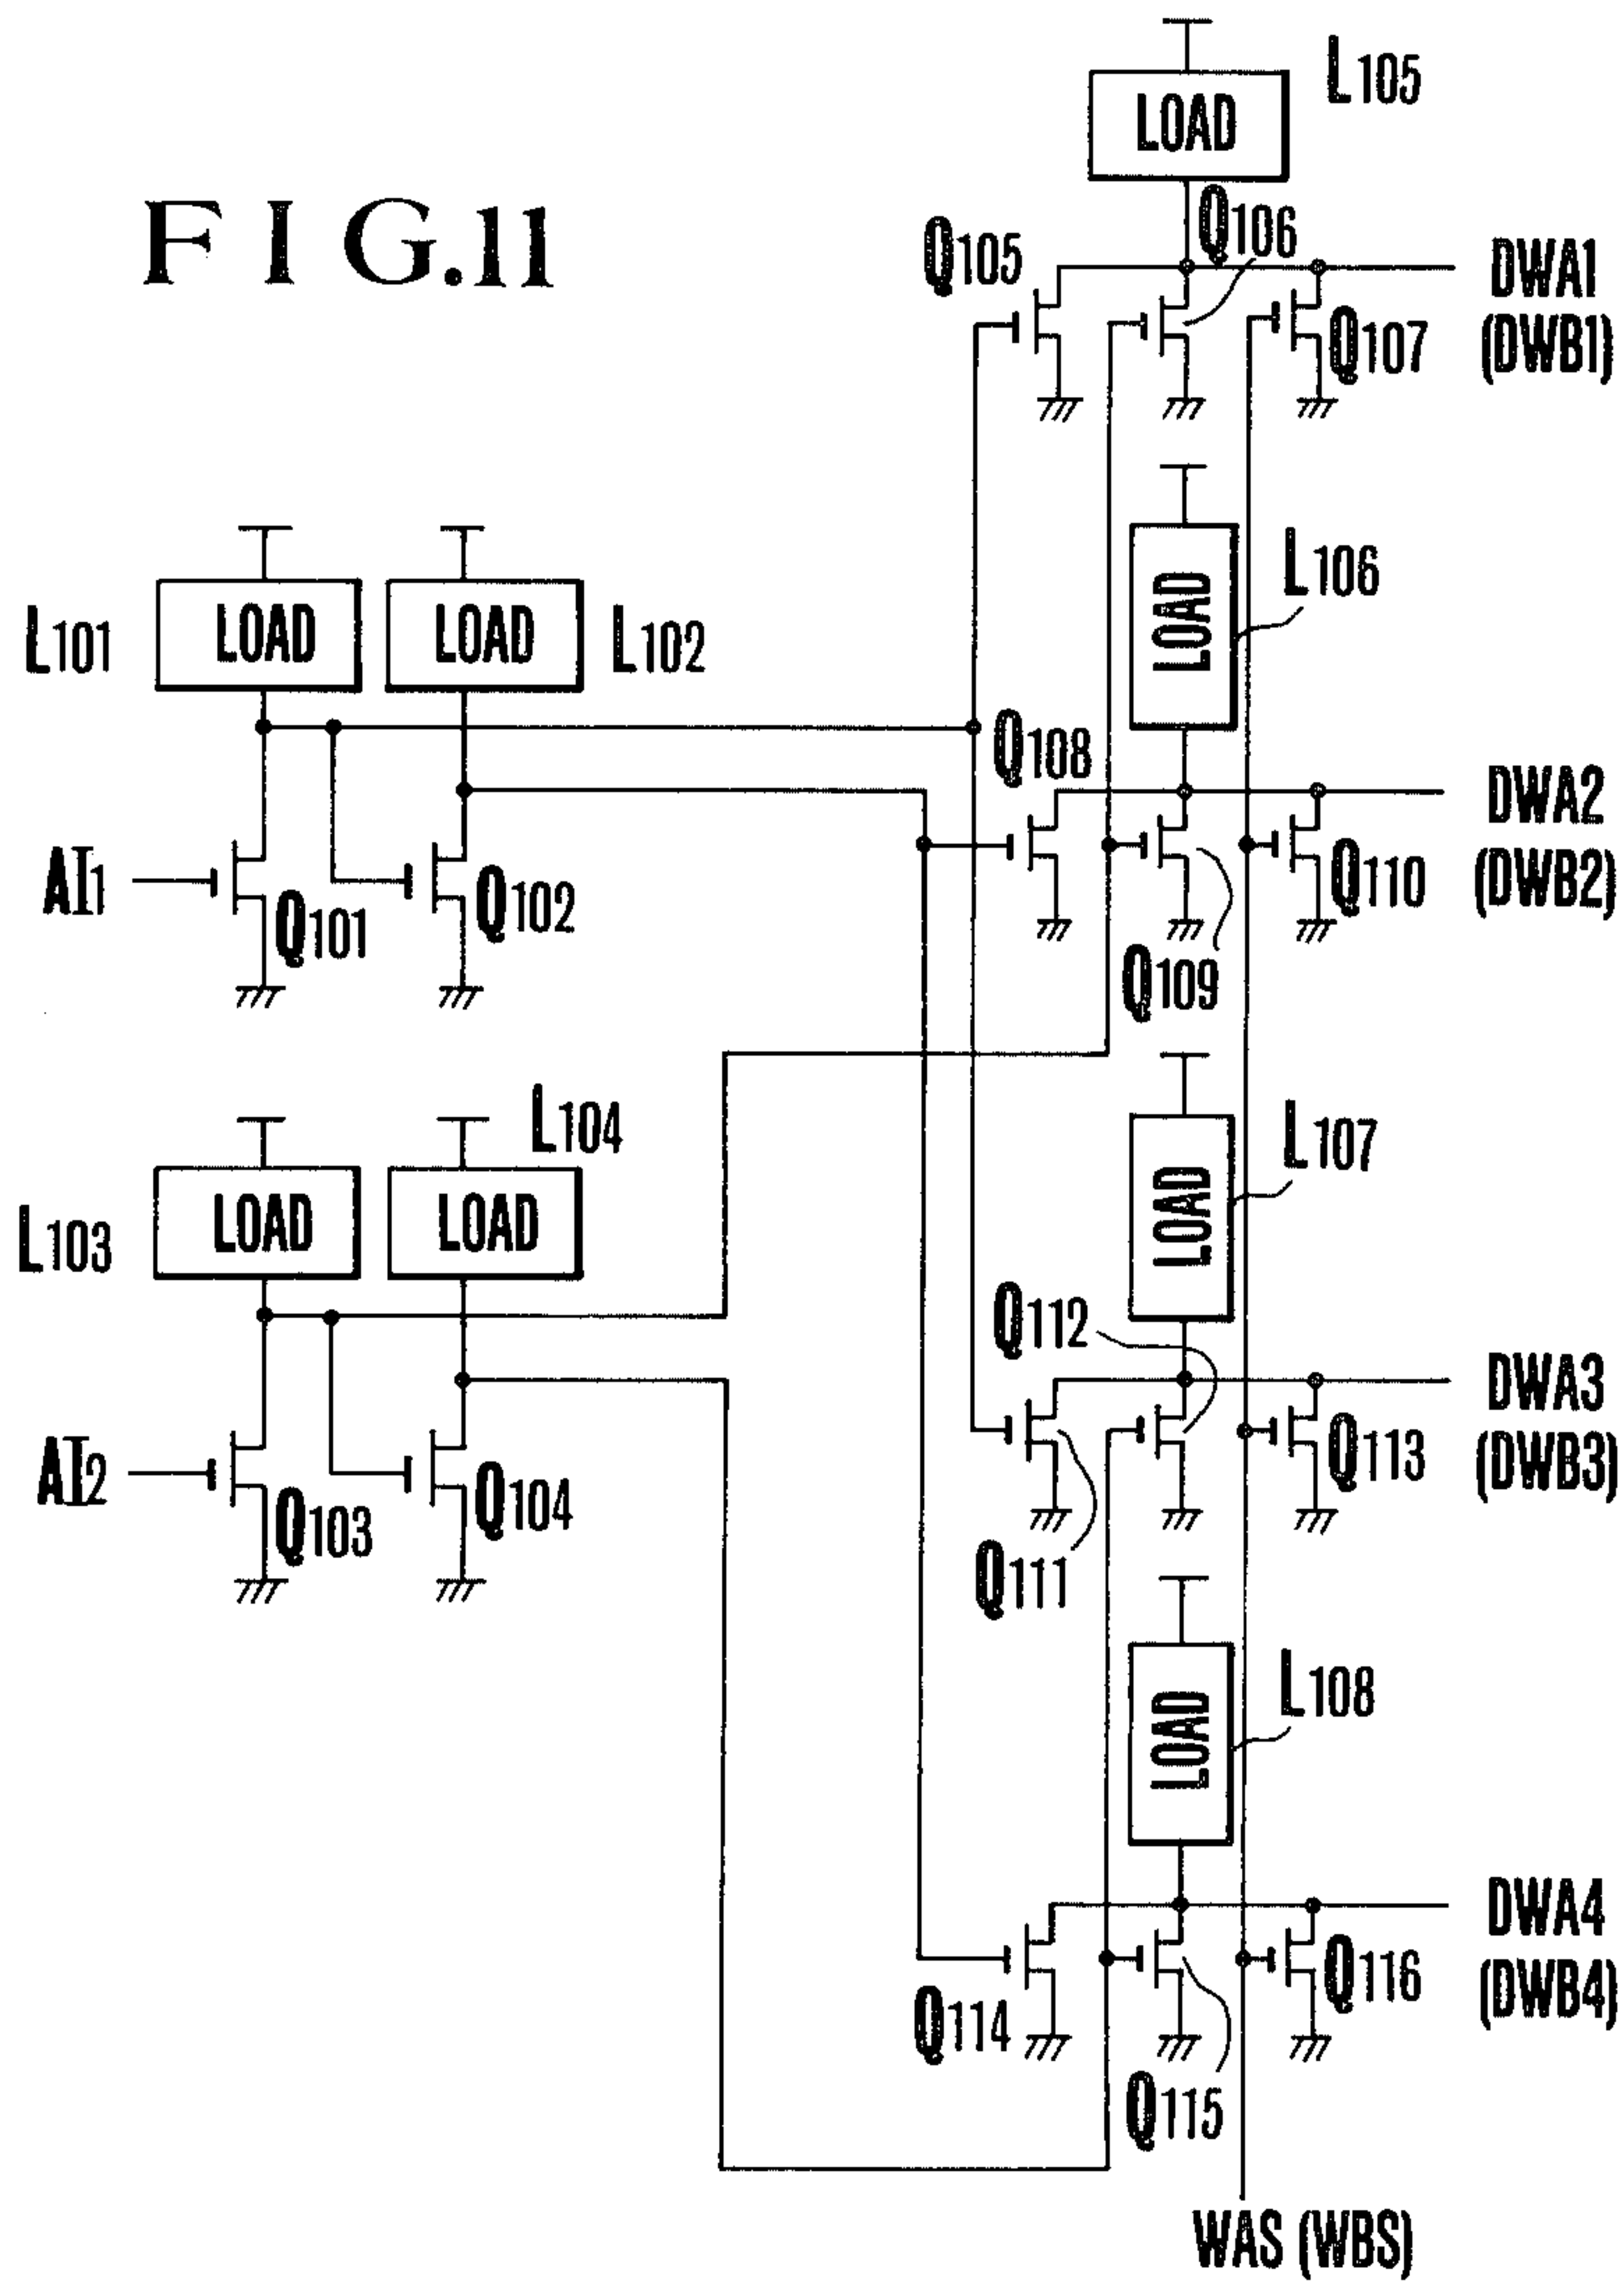 FIG.11
L105
LOAD
Q105
Q106
DWA1
(DWB1)
Q107
L106
LOAD
L101
LOAD
LOAD
L102
Q108
DWA2
(DWB2)
AI1
Q101
Q102
Q110
Q109
L104
L107
LOAD
L103
LOAD
LOAD
Q112
DWA3
(DWB3)
AI2
Q103
Q104
Q113
Q111
L108
LOAD
DWA4
(DWB4)
Q114
Q116
Q115
WAS (WBS)